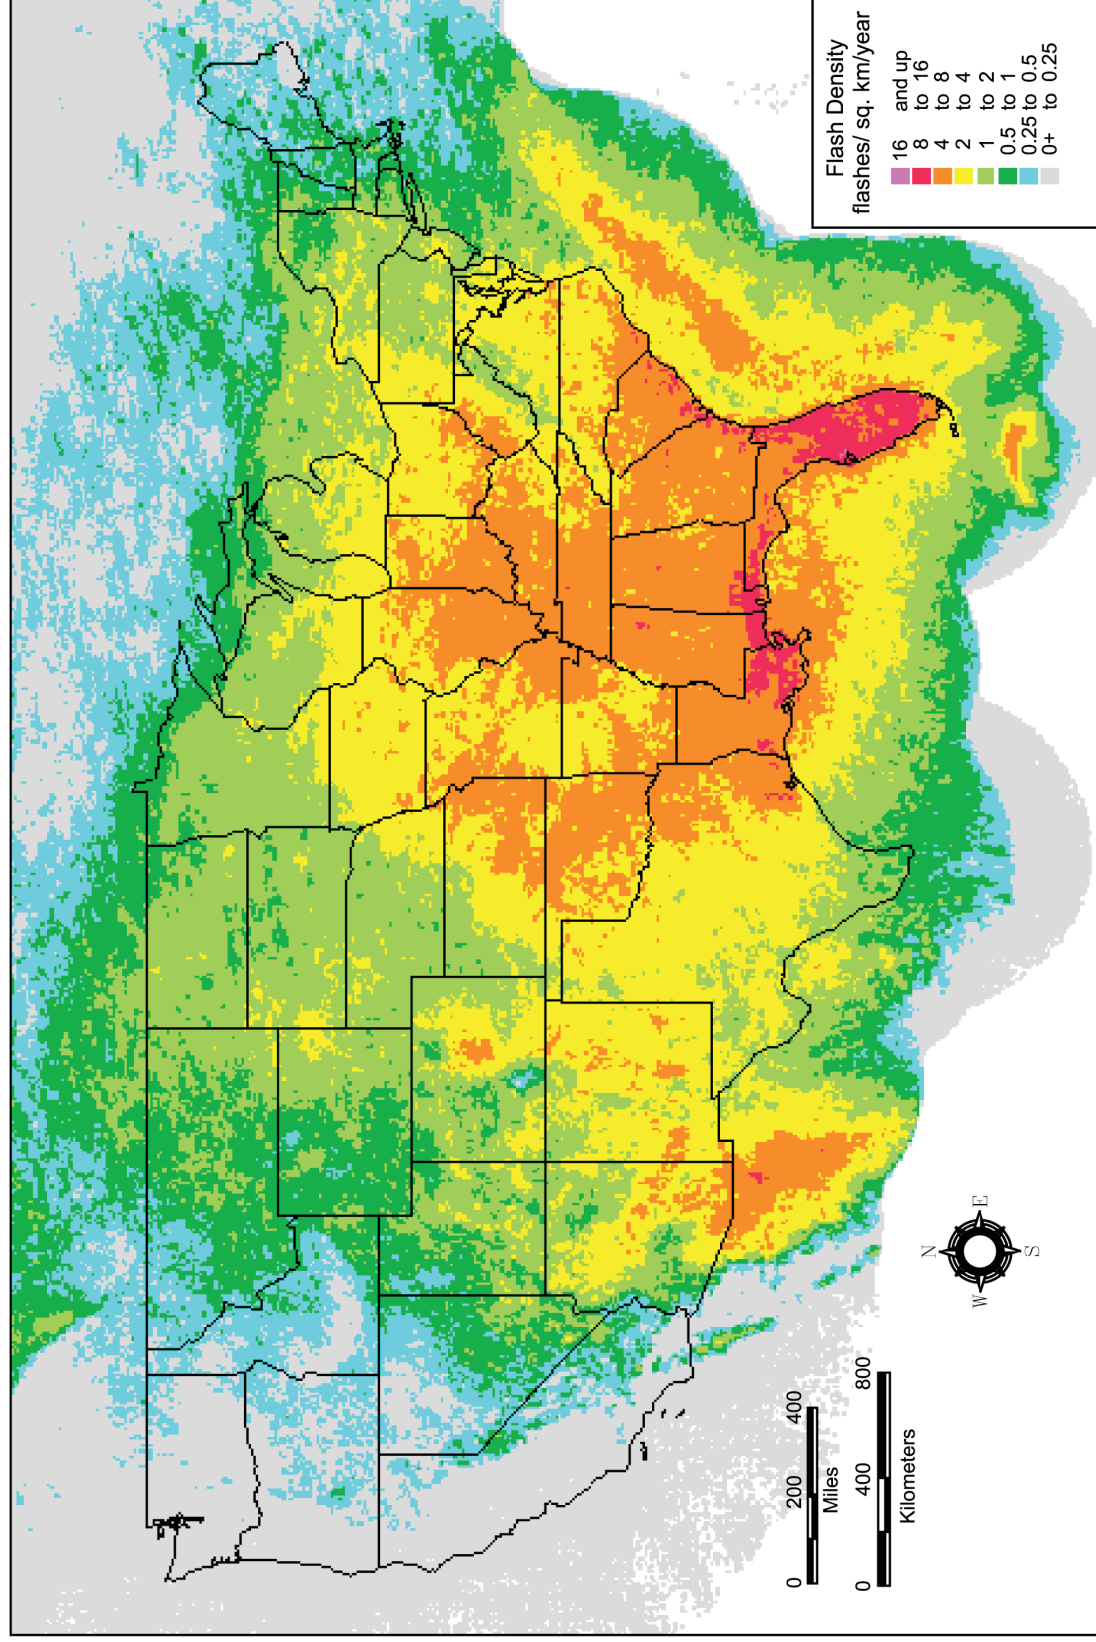 Flash Density
flashes/ sq. km/year
16 and up
8 to 16
4 to 8
2 to 4
1 to 2
0.5 to 1
0.25 to 0.5
0+ to 0.25
N
W E
S
0 200 400
Miles
0 400 800
Kilometers